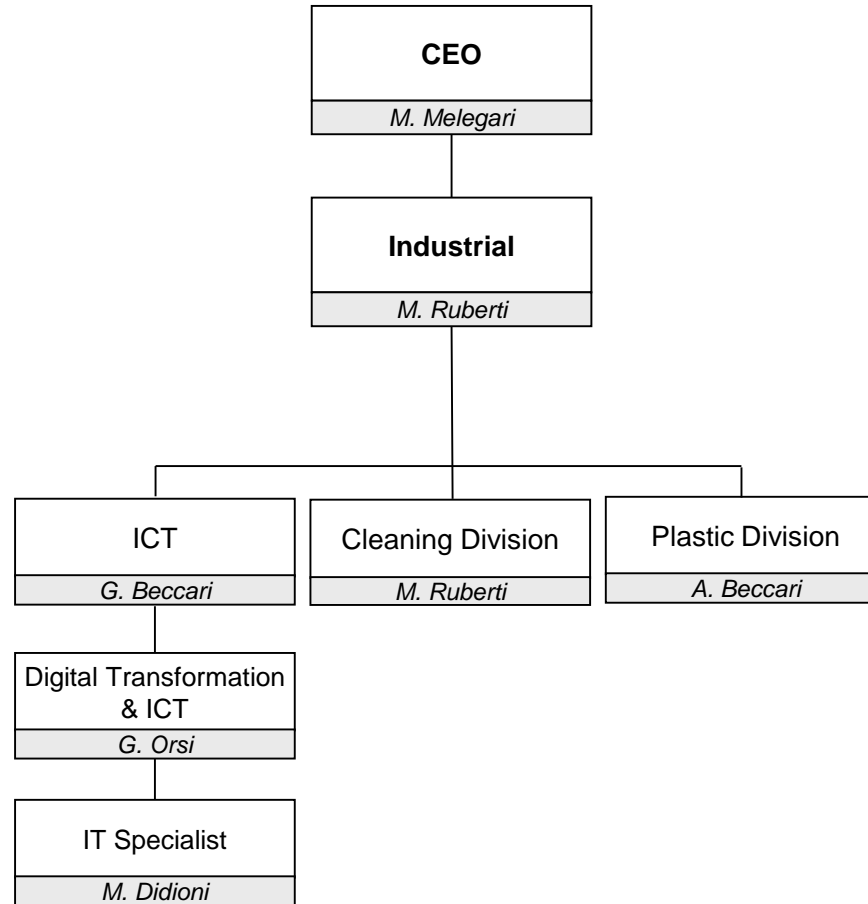 CEO
M. Melegari
Industrial
M. Ruberti
ICT
G. Beccari
Cleaning Division
M. Ruberti
Plastic Division
A. Beccari
Digital Transformation
& ICT
G. Orsi
IT Specialist
M. Didioni